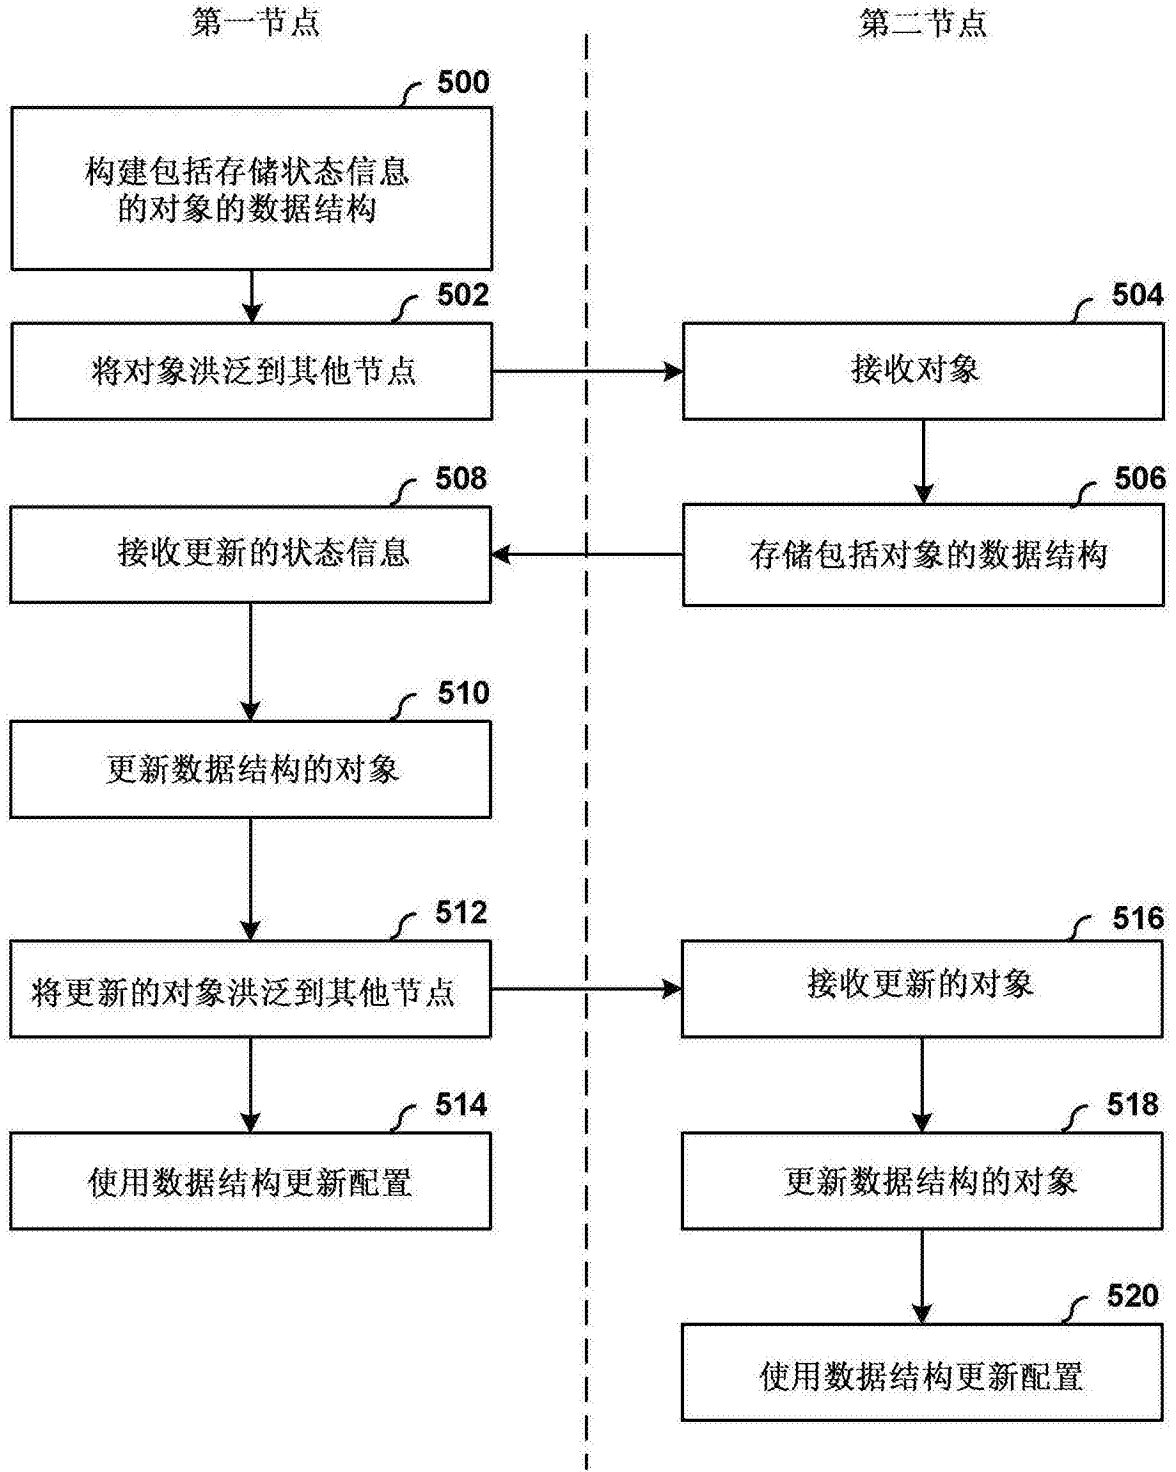 第一节点
第二节点
500
构建包括存储状态信息
的对象的数据结构
502
将对象洪泛到其他节点
504
接收对象
506
存储包括对象的数据结构
508
接收更新的状态信息
510
更新数据结构的对象
512
将更新的对象洪泛到其他节点
516
接收更新的对象
514
使用数据结构更新配置
518
更新数据结构的对象
520
使用数据结构更新配置